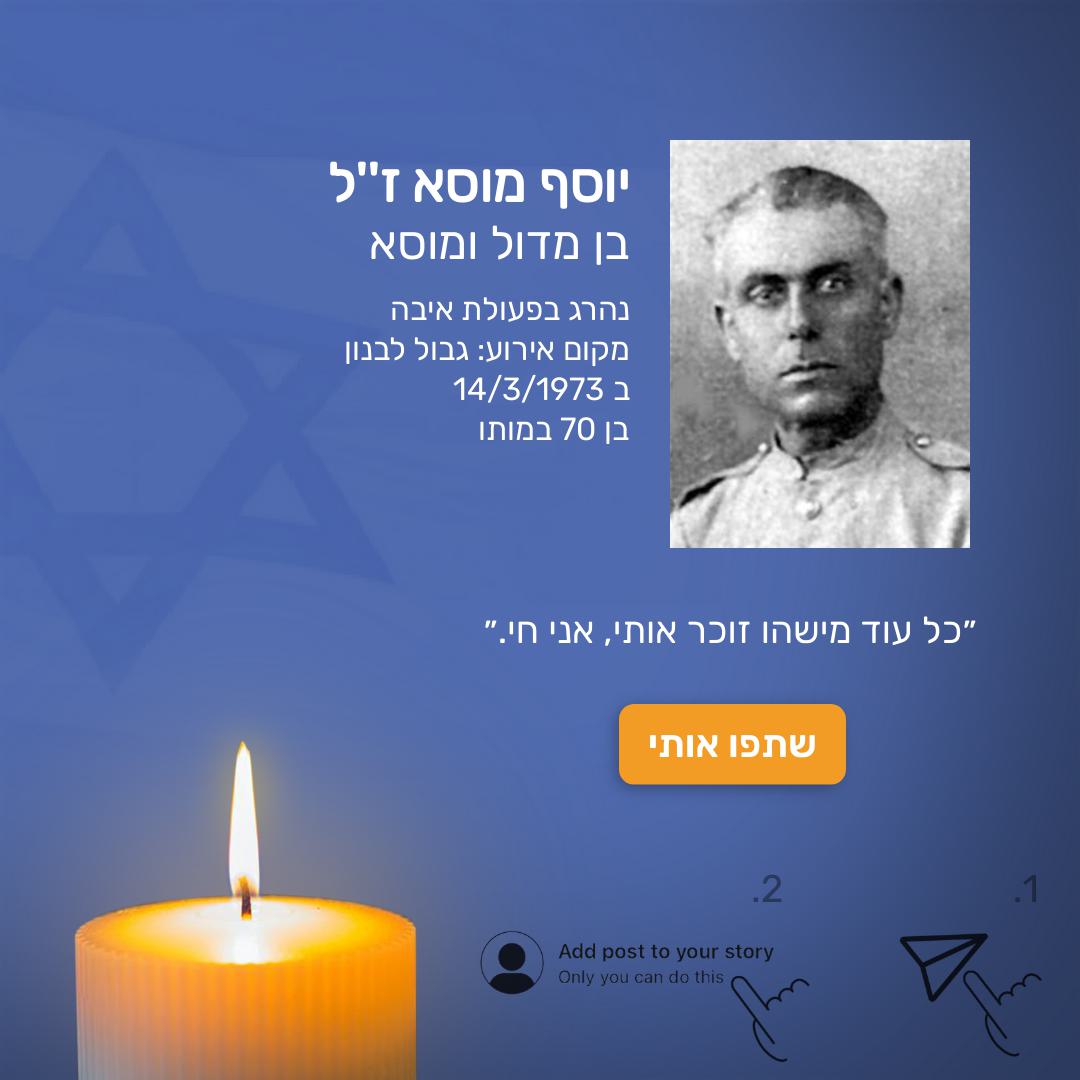 יוסף מוסא ז"ל
בן מדול ומוסא
נהרג בפעולת איבה
מקום אירוע: גבול לבנון
ב 14/3/1973
בן 70 במותו
״כל עוד מישהו זוכר אותי, אני חי.״
שתפו אותי
1.
2.
Add post to your story
Only you can do this